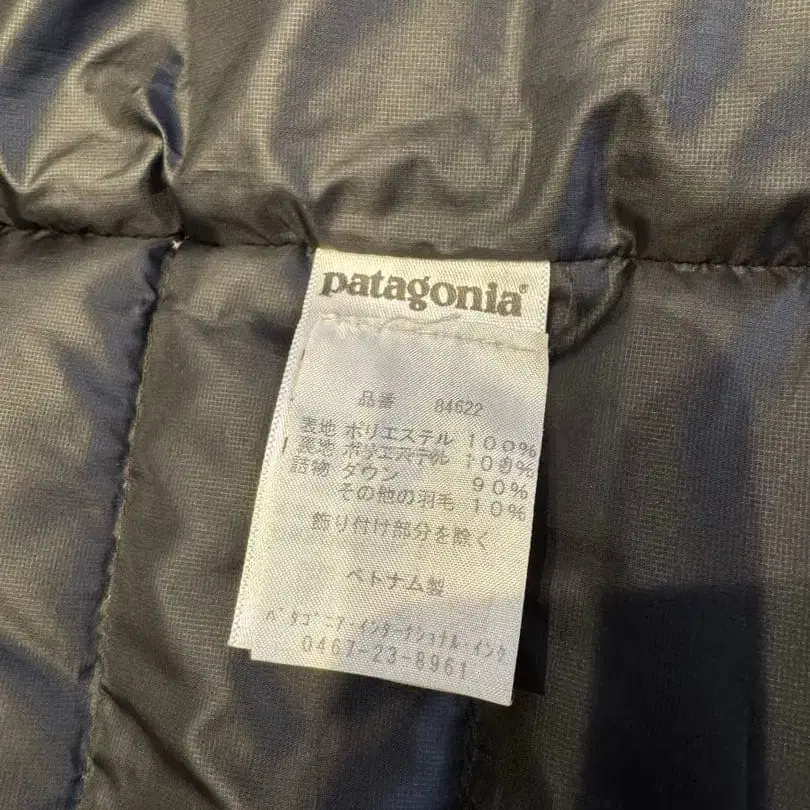 patagonia®
品番 84622
表地 ポリエステル 100%
裏地 ポリエステル 100%
詰物 ダウン 90%
その他の羽毛 10%
飾り付け部分を除く
ベトナム製
パタゴニア・インターナショナル・インク
0467-23-8961